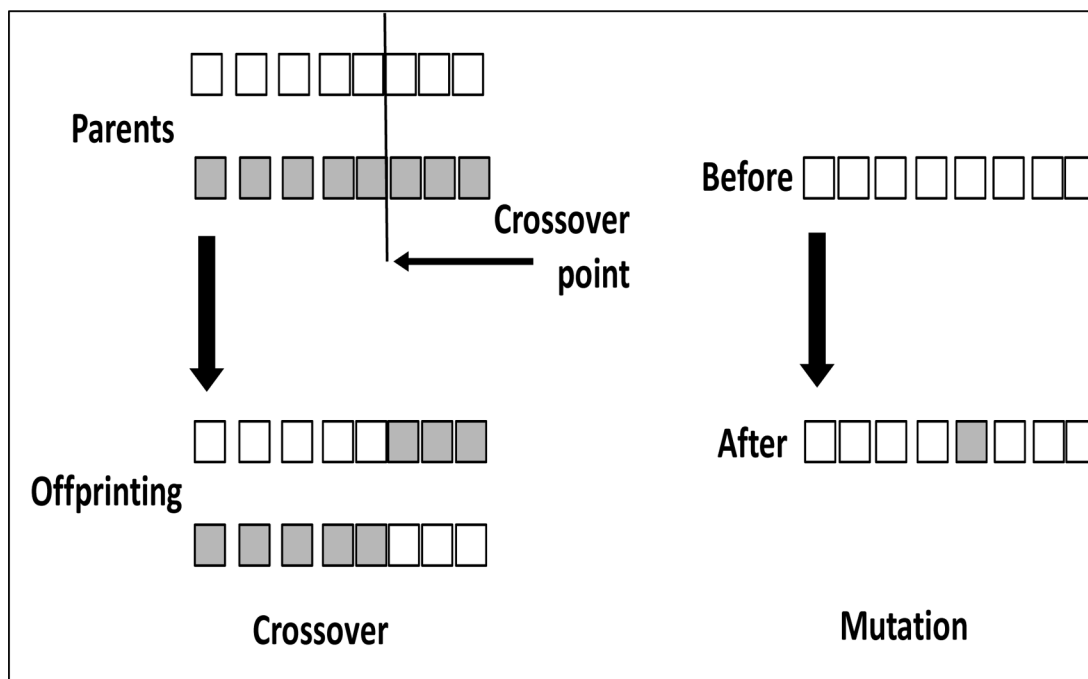 Parents
Crossover
point
Offprinting
Crossover
Before
After
Mutation